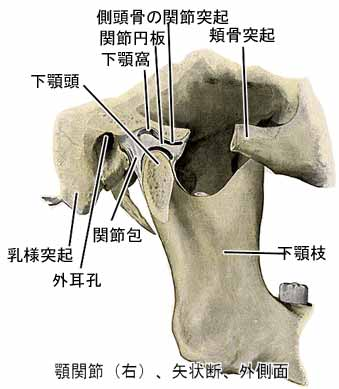 側頭骨の関節突起
関節円板
下顎窩
頬骨突起
下顎頭
関節包
乳様突起
外耳孔
下顎枝
顎関節（右）、矢状断、外側面